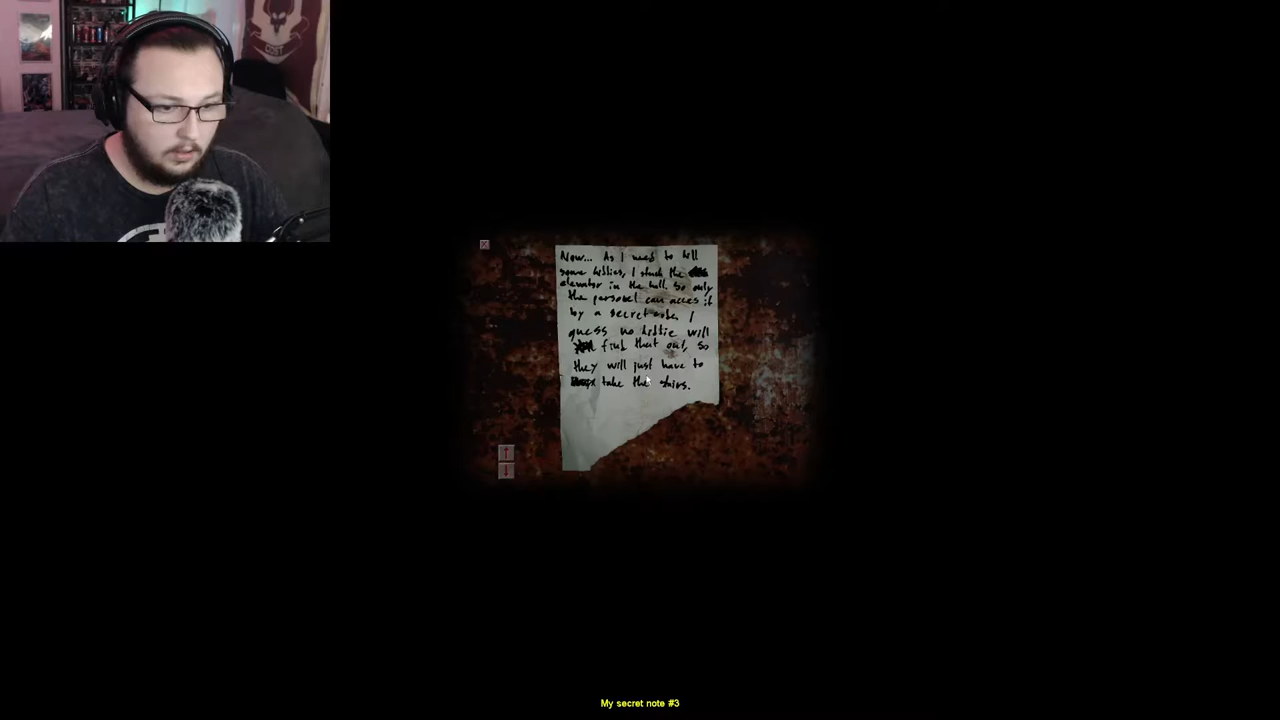 Now... As I need to kill
some kiddies, I stuck the
elevator in the hall. So only
the personel can acces it
by a secret code. I
guess no kiddie will
find that out, so
they will just have to
take the stairs.
My secret note #3